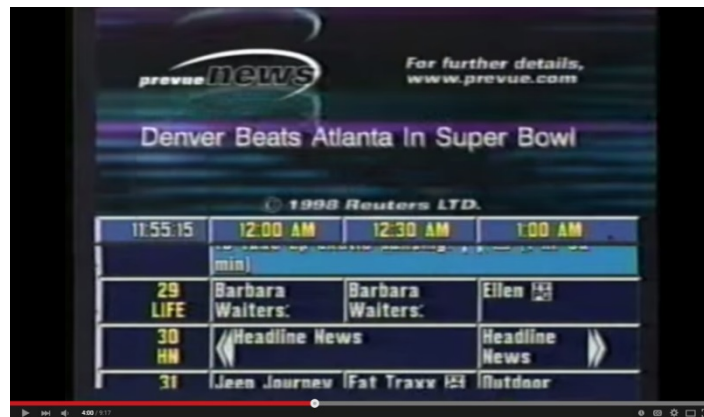 prevue news
For further details,
www.prevue.com
Denver Beats Atlanta In Super Bowl
© 1998 Reuters LTD.
11:55:15 12:00 AM 12:30 AM 1:00 AM
min)
29 LIFE
Barbara Walters:
Barbara Walters:
Ellen
30 HN
Headline News
Headline News
31 Jeep Journey Fat Traxx Outdoor
4:00 / 9:17